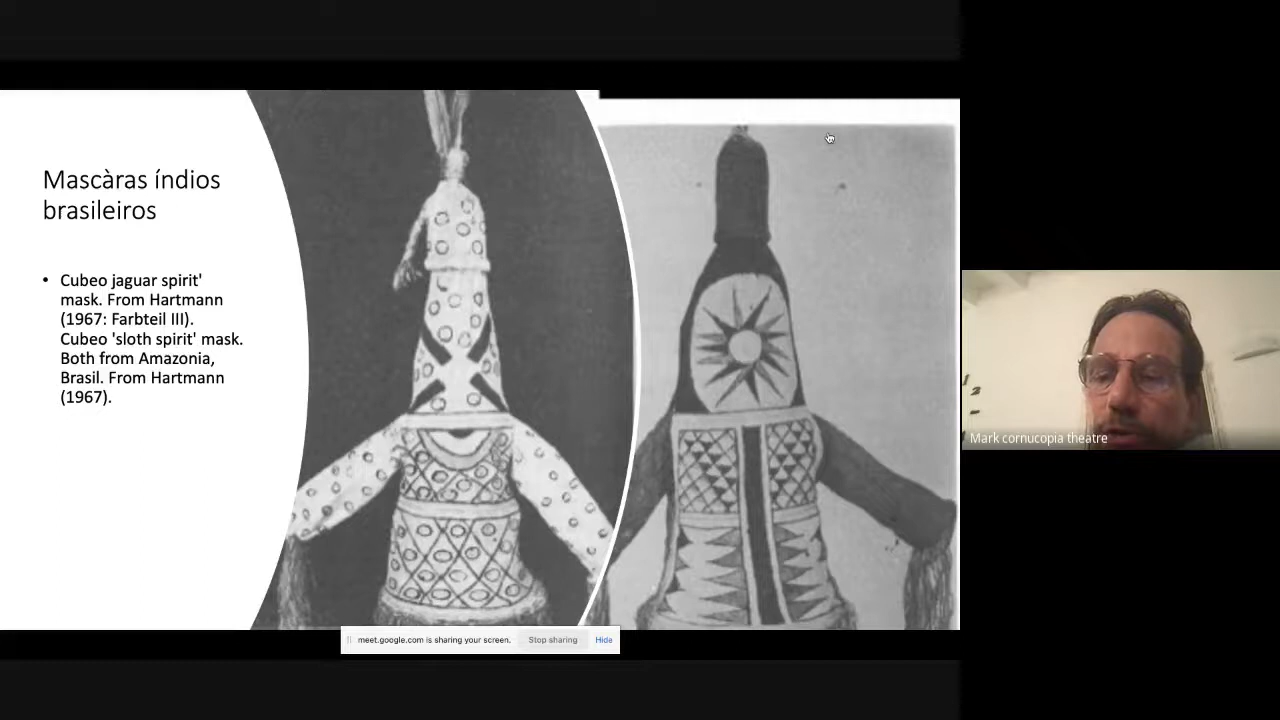 Mascàras índios
brasileiros
• Cubeo jaguar spirit'
mask. From Hartmann
(1967: Farbteil III).
Cubeo 'sloth spirit' mask.
Both from Amazonia,
Brasil. From Hartmann
(1967).
Mark cornucopia theatre
meet.google.com is sharing your screen.
Stop sharing
Hide